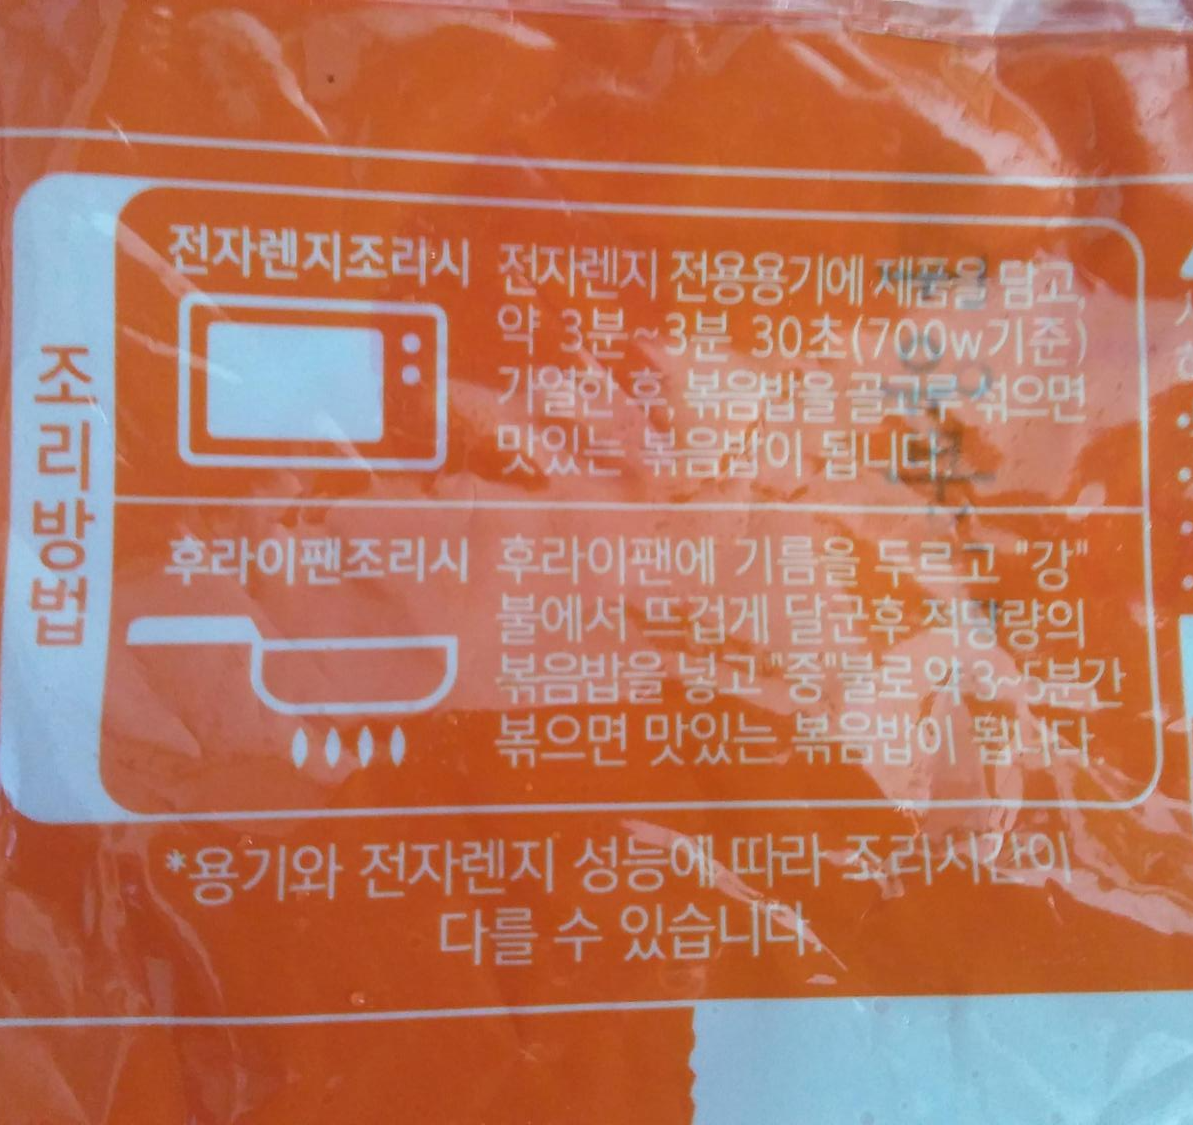 조리방법
전자렌지조리시
전자렌지 전용용기에 제품을 담고,
약 3분~3분 30초(700w기준)
가열한 후, 볶음밥을 골고루 섞으면
맛있는 볶음밥이 됩니다.
후라이팬조리시
후라이팬에 기름을 두르고 "강"
불에서 뜨겁게 달군후 적당량의
볶음밥을 넣고 "중"불로 약 3~5분간
볶으면 맛있는 볶음밥이 됩니다.
*용기와 전자렌지 성능에 따라 조리시간이
다를 수 있습니다.